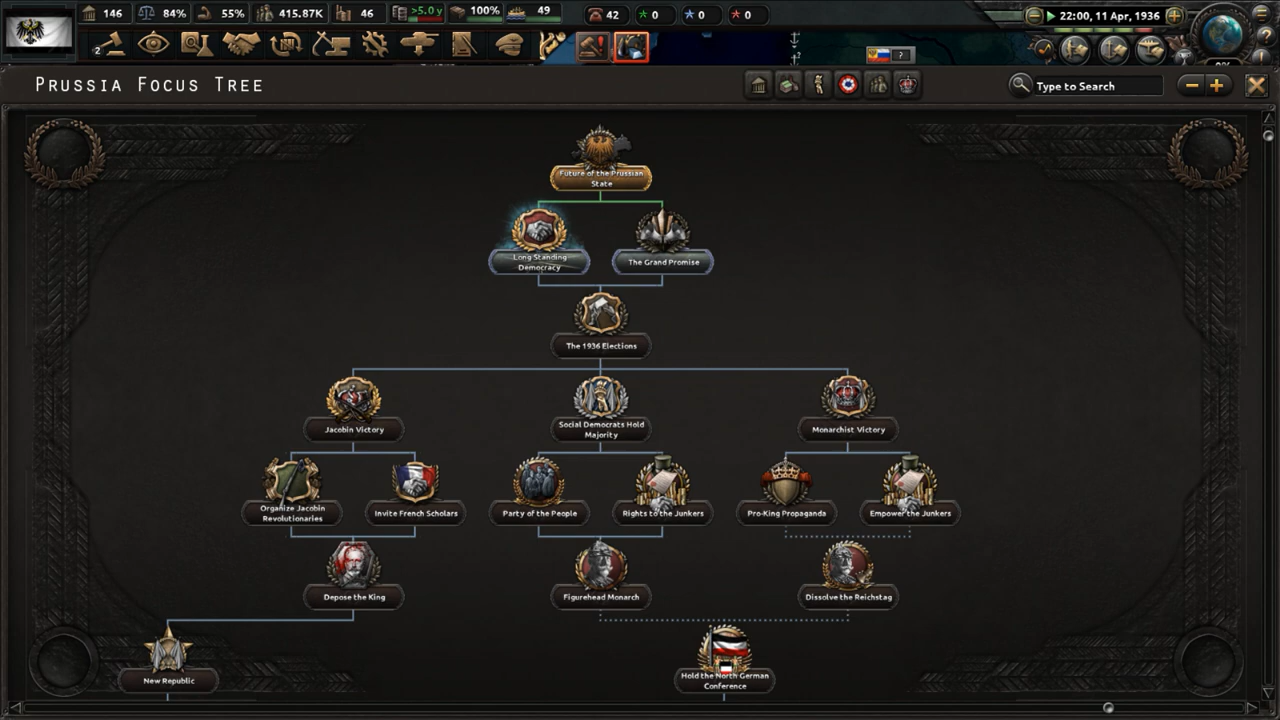 146 84% 55% 415.87K 46 >5.0 y 100% 49 42 0 0 0 22:00, 11 Apr, 1936
2
?
PRUSSIA FOCUS TREE
Type to Search
Future of the Prussian
State
Long Standing
Democracy
The Grand Promise
The 1936 Elections
Jacobin Victory
Social Democrats Hold
Majority
Monarchist Victory
Organize Jacobin
Revolutionaries
Invite French Scholars
Party of the People
Rights to the Junkers
Pro-King Propaganda
Empower the Junkers
Depose the King
Figurehead Monarch
Dissolve the Reichstag
New Republic
Hold the North German
Conference